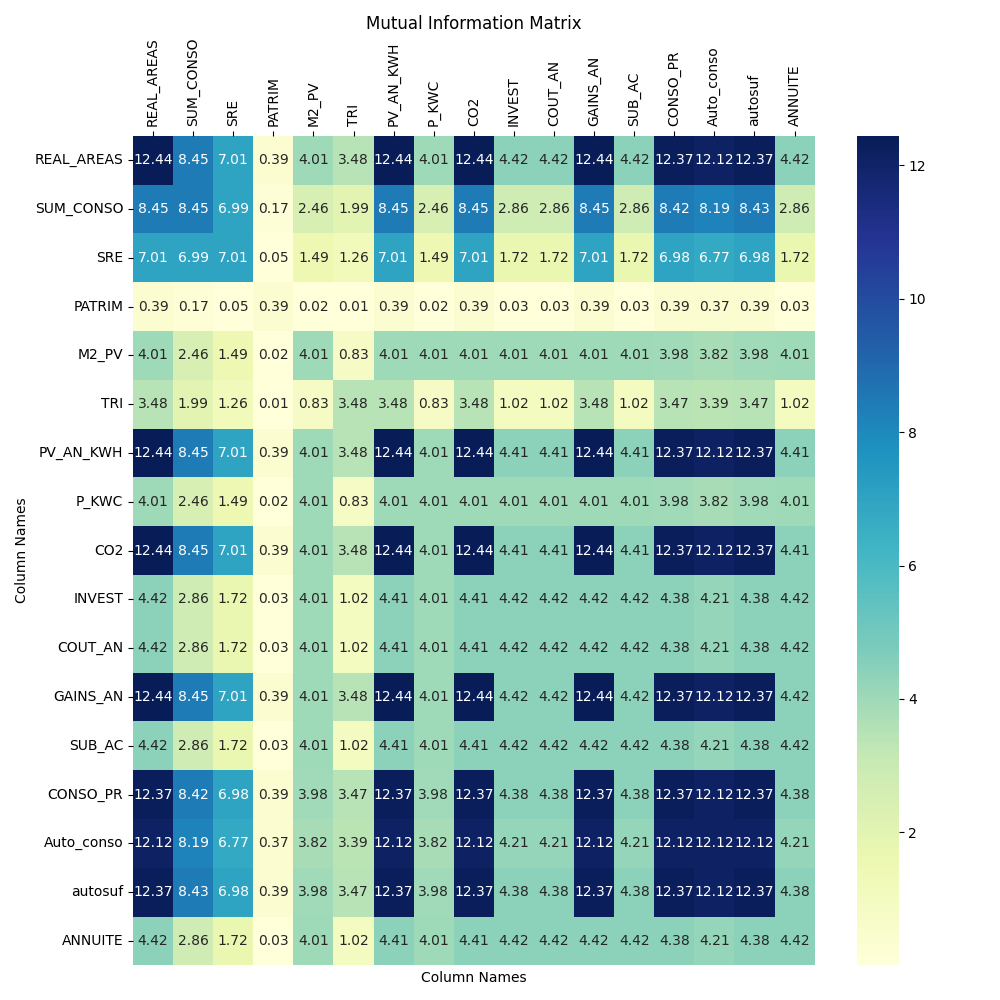 Mutual Information Matrix
REAL_AREAS SUM_CONSO SRE PATRIM M2_PV TRI PV_AN_KWH P_KWC CO2 INVEST COUT_AN GAINS_AN SUB_AC CONSO_PR Auto_conso autosuf ANNUITE
REAL_AREAS 12.44 8.45 7.01 0.39 4.01 3.48 12.44 4.01 12.44 4.42 4.42 12.44 4.42 12.37 12.12 12.37 4.42
SUM_CONSO 8.45 8.45 6.99 0.17 2.46 1.99 8.45 2.46 8.45 2.86 2.86 8.45 2.86 8.42 8.19 8.43 2.86
SRE 7.01 6.99 7.01 0.05 1.49 1.26 7.01 1.49 7.01 1.72 1.72 7.01 1.72 6.98 6.77 6.98 1.72
PATRIM 0.39 0.17 0.05 0.39 0.02 0.01 0.39 0.02 0.39 0.03 0.03 0.39 0.03 0.39 0.37 0.39 0.03
M2_PV 4.01 2.46 1.49 0.02 4.01 0.83 4.01 4.01 4.01 4.01 4.01 4.01 4.01 3.98 3.82 3.98 4.01
TRI 3.48 1.99 1.26 0.01 0.83 3.48 3.48 0.83 3.48 1.02 1.02 3.48 1.02 3.47 3.39 3.47 1.02
PV_AN_KWH 12.44 8.45 7.01 0.39 4.01 3.48 12.44 4.01 12.44 4.41 4.41 12.44 4.41 12.37 12.12 12.37 4.41
P_KWC 4.01 2.46 1.49 0.02 4.01 0.83 4.01 4.01 4.01 4.01 4.01 4.01 4.01 3.98 3.82 3.98 4.01
CO2 12.44 8.45 7.01 0.39 4.01 3.48 12.44 4.01 12.44 4.41 4.41 12.44 4.41 12.37 12.12 12.37 4.41
INVEST 4.42 2.86 1.72 0.03 4.01 1.02 4.41 4.01 4.41 4.42 4.42 4.42 4.42 4.38 4.21 4.38 4.42
COUT_AN 4.42 2.86 1.72 0.03 4.01 1.02 4.41 4.01 4.41 4.42 4.42 4.42 4.42 4.38 4.21 4.38 4.42
GAINS_AN 12.44 8.45 7.01 0.39 4.01 3.48 12.44 4.01 12.44 4.42 4.42 12.44 4.42 12.37 12.12 12.37 4.42
SUB_AC 4.42 2.86 1.72 0.03 4.01 1.02 4.41 4.01 4.41 4.42 4.42 4.42 4.42 4.38 4.21 4.38 4.42
CONSO_PR 12.37 8.42 6.98 0.39 3.98 3.47 12.37 3.98 12.37 4.38 4.38 12.37 4.38 12.37 12.12 12.37 4.38
Auto_conso 12.12 8.19 6.77 0.37 3.82 3.39 12.12 3.82 12.12 4.21 4.21 12.12 4.21 12.12 12.12 12.12 4.21
autosuf 12.37 8.43 6.98 0.39 3.98 3.47 12.37 3.98 12.37 4.38 4.38 12.37 4.38 12.37 12.12 12.37 4.38
ANNUITE 4.42 2.86 1.72 0.03 4.01 1.02 4.41 4.01 4.41 4.42 4.42 4.42 4.42 4.38 4.21 4.38 4.42
Column Names
Column Names
12
10
8
6
4
2